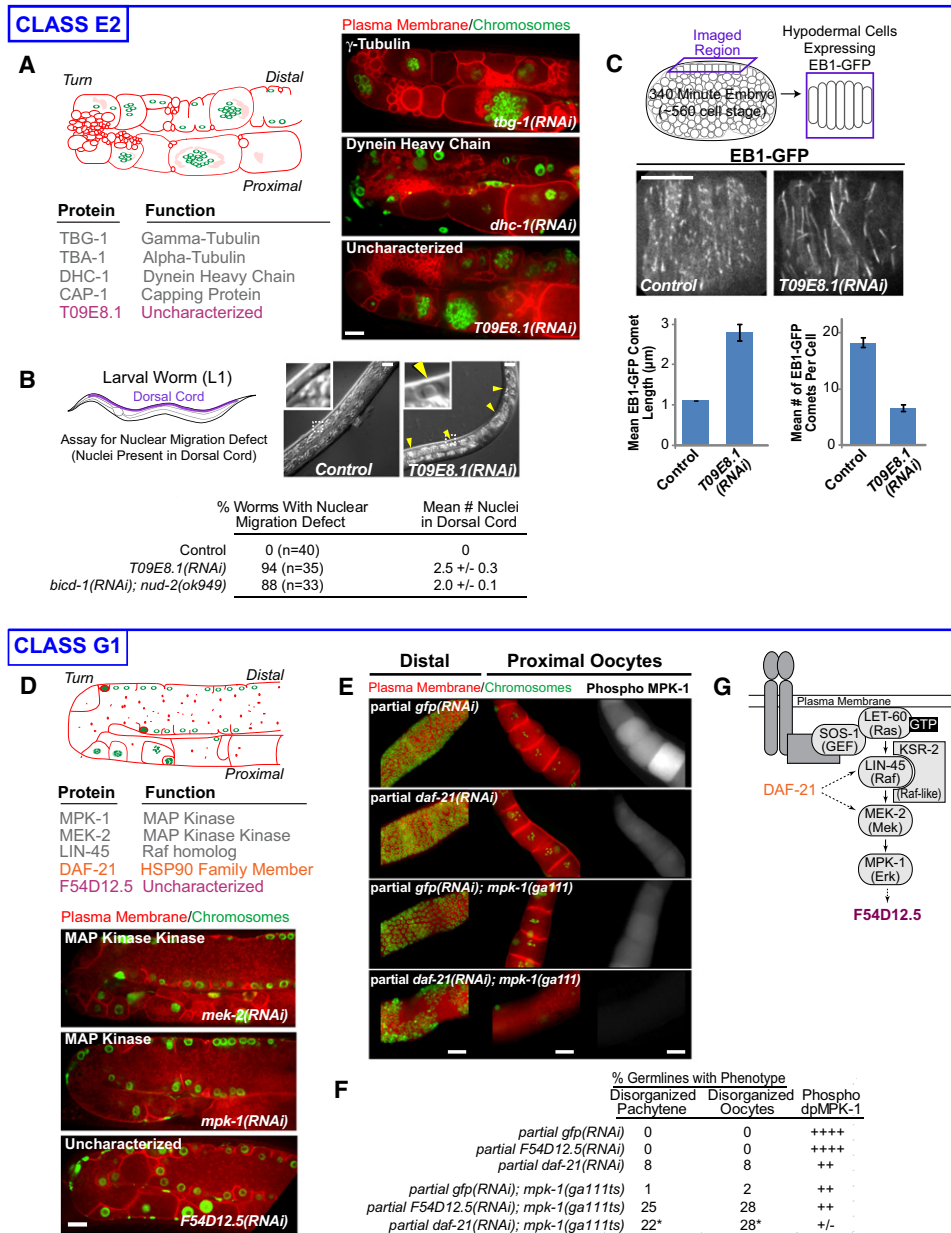 CLASS E2
A
Turn
Distal
Proximal
Protein Function
TBG-1 Gamma-Tubulin
TBA-1 Alpha-Tubulin
DHC-1 Dynein Heavy Chain
CAP-1 Capping Protein
T09E8.1 Uncharacterized
Plasma Membrane/Chromosomes
γ-Tubulin
tbg-1(RNAi)
Dynein Heavy Chain
dhc-1(RNAi)
Uncharacterized
T09E8.1(RNAi)
B
Larval Worm (L1)
Dorsal Cord
Assay for Nuclear Migration Defect
(Nuclei Present in Dorsal Cord)
Control
T09E8.1(RNAi)
% Worms With Nuclear
Migration Defect
Mean # Nuclei
in Dorsal Cord
Control 0 (n=40) 0
T09E8.1(RNAi) 94 (n=35) 2.5 +/- 0.3
bicd-1(RNAi); nud-2(ok949) 88 (n=33) 2.0 +/- 0.1
C
Imaged
Region
340 Minute Embryo
(~560 cell stage)
Hypodermal Cells
Expressing
EB1-GFP
EB1-GFP
Control
T09E8.1(RNAi)
Mean EB1-GFP Comet
Length (µm)
3
2
1
0
Control
T09E8.1
(RNAi)
Mean # of EB1-GFP
Comets Per Cell
20
10
0
Control
T09E8.1
(RNAi)
CLASS G1
D
Turn
Distal
Proximal
Protein Function
MPK-1 MAP Kinase
MEK-2 MAP Kinase Kinase
LIN-45 Raf homolog
DAF-21 HSP90 Family Member
F54D12.5 Uncharacterized
Plasma Membrane/Chromosomes
MAP Kinase Kinase
mek-2(RNAi)
MAP Kinase
mpk-1(RNAi)
Uncharacterized
F54D12.5(RNAi)
E
Distal Proximal Oocytes
Plasma Membrane/Chromosomes Phospho MPK-1
partial gfp(RNAi)
partial daf-21(RNAi)
partial gfp(RNAi); mpk-1(ga111)
partial daf-21(RNAi); mpk-1(ga111)
F
% Germlines with Phenotype
Disorganized
Pachytene
Disorganized
Oocytes
Phospho
dpMPK-1
partial gfp(RNAi) 0 0 ++++
partial F54D12.5(RNAi) 0 0 ++++
partial daf-21(RNAi) 8 8 ++
partial gfp(RNAi); mpk-1(ga111ts) 1 2 ++
partial F54D12.5(RNAi); mpk-1(ga111ts) 25 28 ++
partial daf-21(RNAi); mpk-1(ga111ts) 22* 28* +/-
G
Plasma Membrane
SOS-1
(GEF)
LET-60
(Ras)
GTP
KSR-2
LIN-45
(Raf)
(Raf-like)
DAF-21
MEK-2
(Mek)
MPK-1
(Erk)
F54D12.5